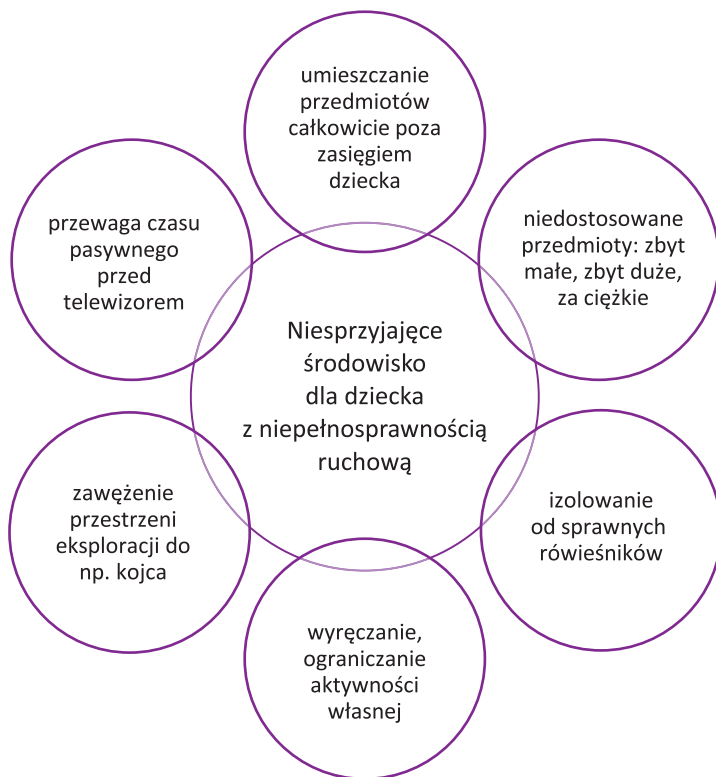 umieszczanie
przedmiotów
całkowicie poza
zasięgiem
dziecka
niedostosowane
przedmioty: zbyt
małe, zbyt duże,
za ciężkie
izolowanie
od sprawnych
rówieśników
wyręczanie,
ograniczanie
aktywności
własnej
zawężenie
przestrzeni
eksploracji do
np. kojca
przewaga czasu
pasywnego
przed
telewizorem
Niesprzyjajęce
środowisko
dla dziecka
z niepełnosprawnością
ruchową